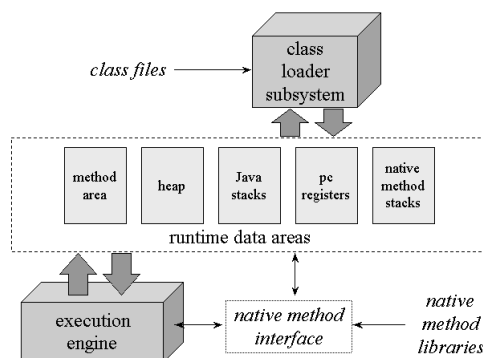 class
loader
subsystem
class files
method
area
heap
Java
stacks
pc
registers
native
method
stacks
runtime data areas
execution
engine
native method
interface
native
method
libraries